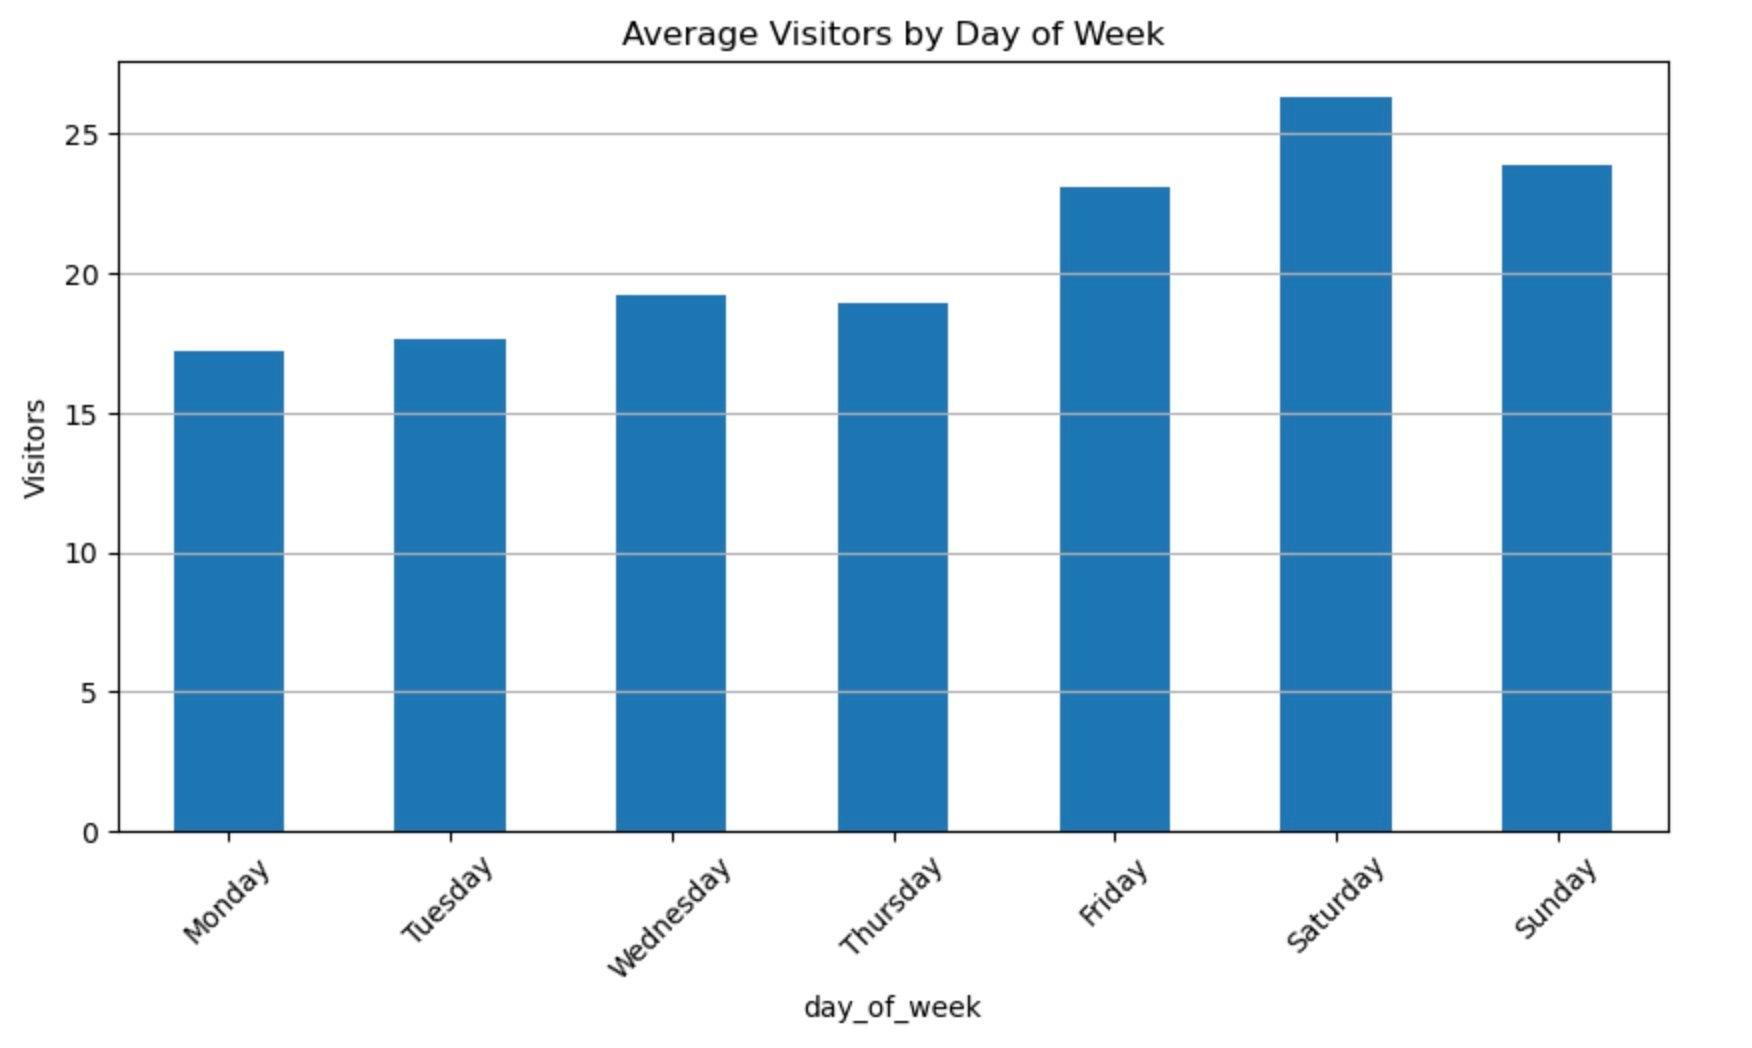 Average Visitors by Day of Week
Visitors
25
20
15
10
5
0
Monday
Tuesday
Wednesday
Thursday
Friday
Saturday
Sunday
day_of_week